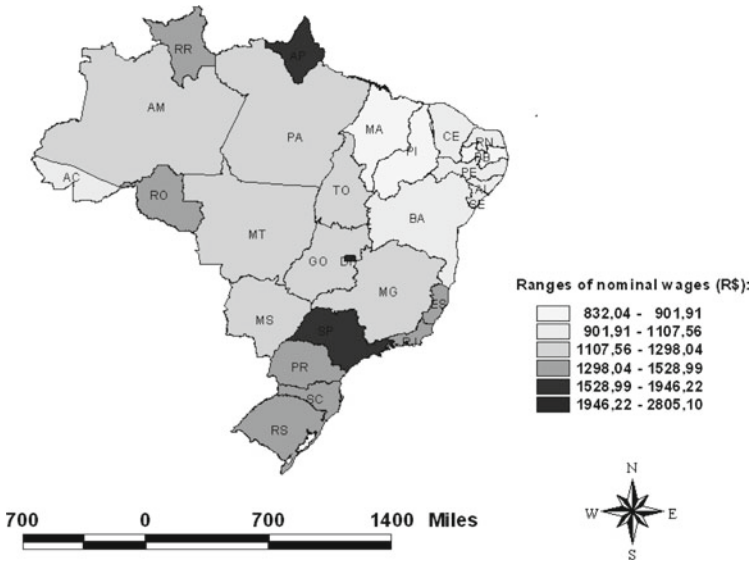 RR
AP
AM
PA
MA
CE
RN
PI
PB
PE
AC
TO
AL
RO
SE
BA
MT
GO
DF
MG
ES
MS
SP
RJ
PR
SC
RS
Ranges of nominal wages (R$):
832,04 - 901,91
901,91 - 1107,56
1107,56 - 1298,04
1298,04 - 1528,99
1528,99 - 1946,22
1946,22 - 2805,10
N
W E
S
700 0 700 1400 Miles